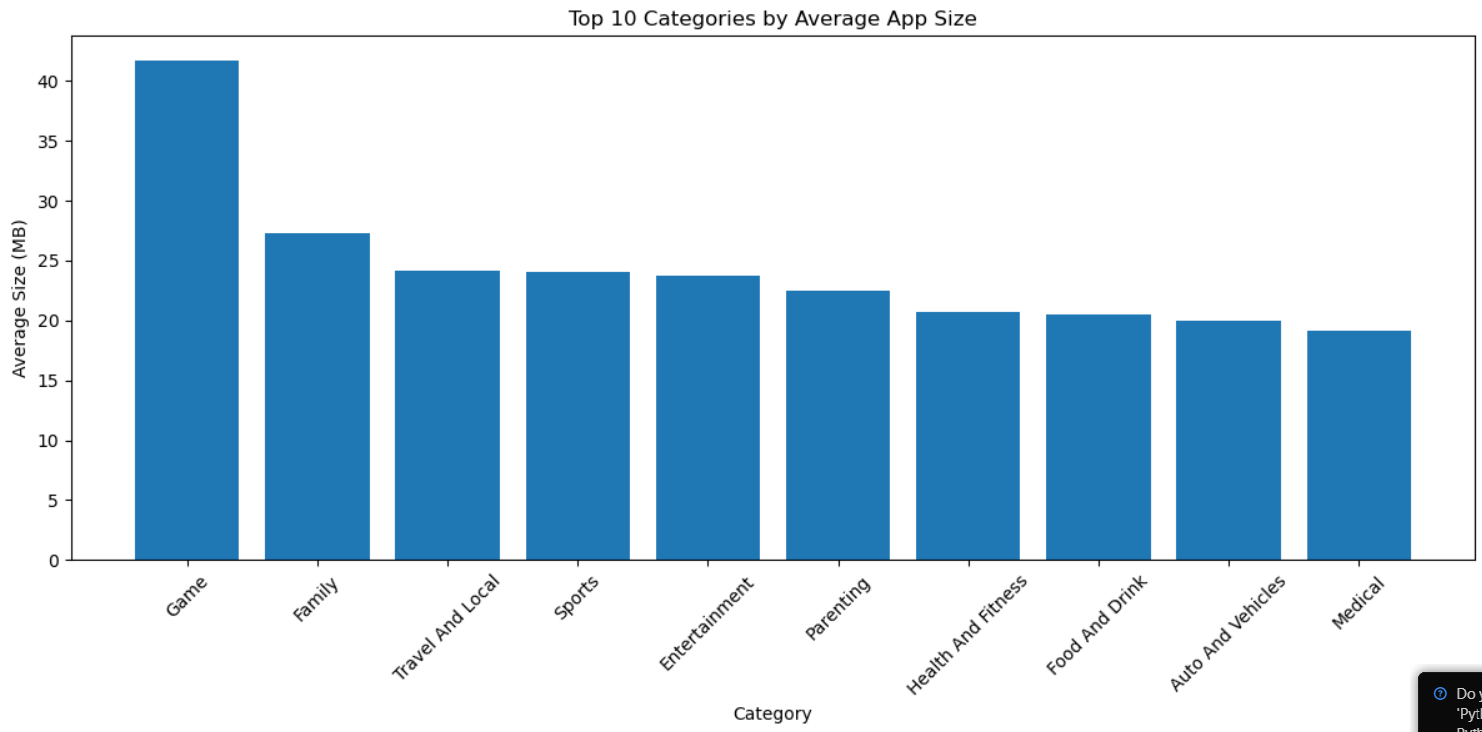 Top 10 Categories by Average App Size
Average Size (MB)
40
35
30
25
20
15
10
5
0
Game
Family
Travel And Local
Sports
Entertainment
Parenting
Health And Fitness
Food And Drink
Auto And Vehicles
Medical
Category
Do